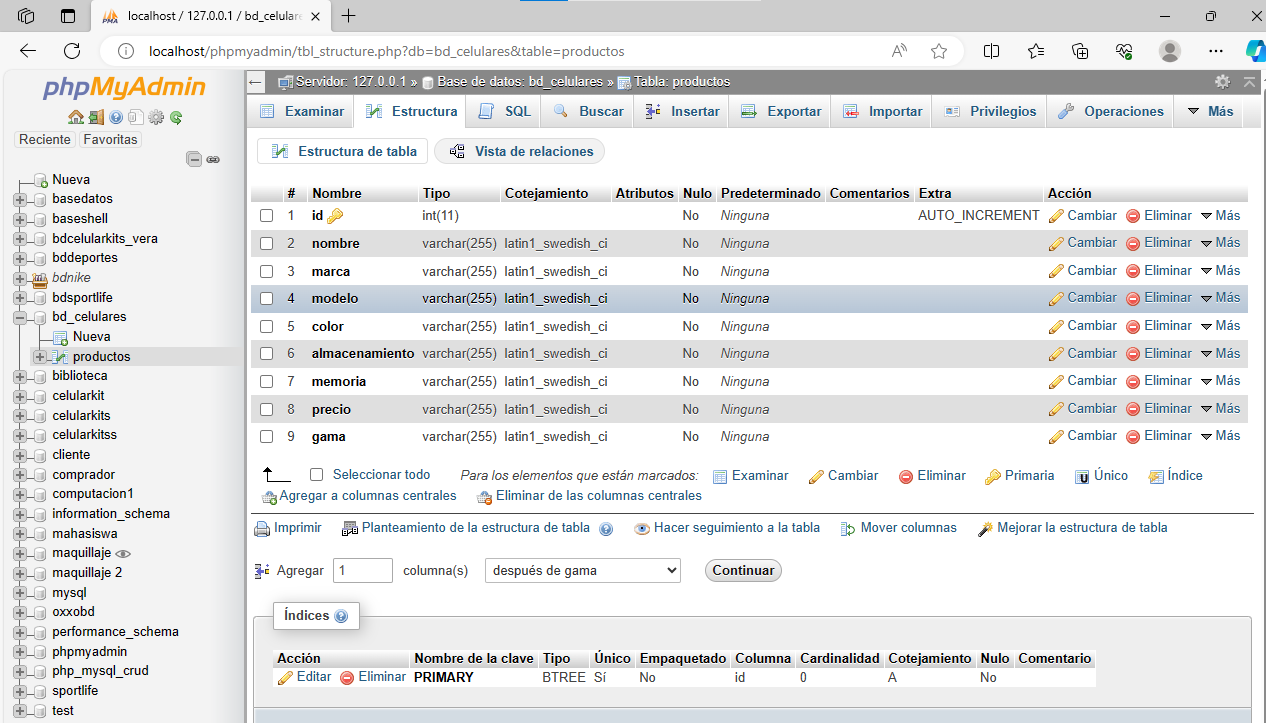 localhost / 127.0.0.1 / bd_celulare
localhost/phpmyadmin/tbl_structure.php?db=bd_celulares&table=productos
phpMyAdmin
Reciente Favoritas
Nueva
basedatos
baseshell
bdcelularkits_vera
bddeportes
bdnike
bdsportlife
bd_celulares
Nueva
productos
biblioteca
celularkit
celularkits
celularkitss
cliente
comprador
computacion1
information_schema
mahasiswa
maquillaje
maquillaje 2
mysql
oxxobd
performance_schema
phpmyadmin
php_mysql_crud
sportlife
test
Servidor: 127.0.0.1 » Base de datos: bd_celulares » Tabla: productos
Examinar Estructura SQL Buscar Insertar Exportar Importar Privilegios Operaciones Más
Estructura de tabla Vista de relaciones
# Nombre Tipo Cotejamiento Atributos Nulo Predeterminado Comentarios Extra Acción
1 id int(11) No Ninguna AUTO_INCREMENT Cambiar Eliminar Más
2 nombre varchar(255) latin1_swedish_ci No Ninguna Cambiar Eliminar Más
3 marca varchar(255) latin1_swedish_ci No Ninguna Cambiar Eliminar Más
4 modelo varchar(255) latin1_swedish_ci No Ninguna Cambiar Eliminar Más
5 color varchar(255) latin1_swedish_ci No Ninguna Cambiar Eliminar Más
6 almacenamiento varchar(255) latin1_swedish_ci No Ninguna Cambiar Eliminar Más
7 memoria varchar(255) latin1_swedish_ci No Ninguna Cambiar Eliminar Más
8 precio varchar(255) latin1_swedish_ci No Ninguna Cambiar Eliminar Más
9 gama varchar(255) latin1_swedish_ci No Ninguna Cambiar Eliminar Más
Seleccionar todo Para los elementos que están marcados: Examinar Cambiar Eliminar Primaria Único Índice
Agregar a columnas centrales Eliminar de las columnas centrales
Imprimir Planteamiento de la estructura de tabla Hacer seguimiento a la tabla Mover columnas Mejorar la estructura de tabla
Agregar 1 columna(s) después de gama Continuar
Índices
Acción Nombre de la clave Tipo Único Empaquetado Columna Cardinalidad Cotejamiento Nulo Comentario
Editar Eliminar PRIMARY BTREE Sí No id 0 A No